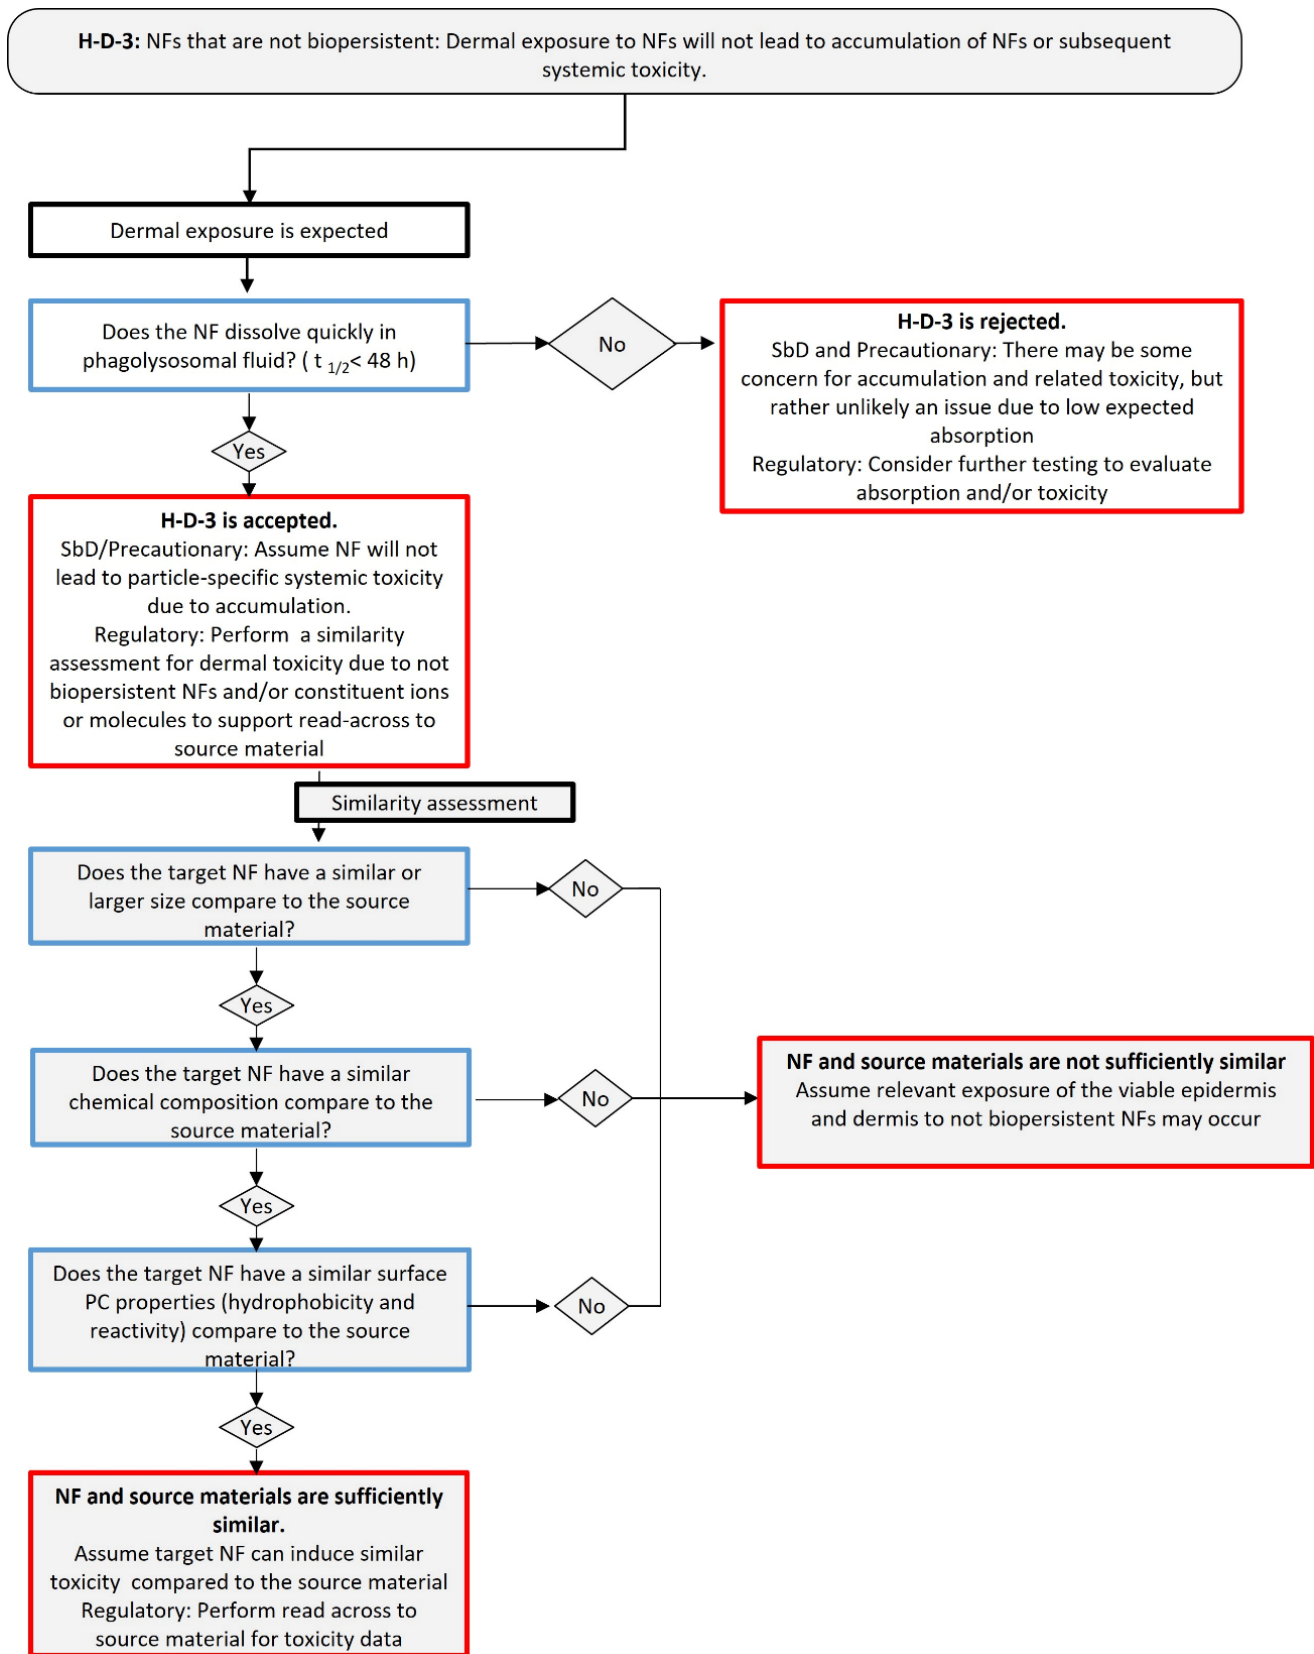 H-D-3: NFs that are not biopersistent: Dermal exposure to NFs will not lead to accumulation of NFs or subsequent
systemic toxicity.
Dermal exposure is expected
Does the NF dissolve quickly in
phagolysosomal fluid? ( t 1/2< 48 h)
No
H-D-3 is rejected.
SbD and Precautionary: There may be some
concern for accumulation and related toxicity, but
rather unlikely an issue due to low expected
absorption
Regulatory: Consider further testing to evaluate
absorption and/or toxicity
Yes
H-D-3 is accepted.
SbD/Precautionary: Assume NF will not
lead to particle-specific systemic toxicity
due to accumulation.
Regulatory: Perform a similarity
assessment for dermal toxicity due to not
biopersistent NFs and/or constituent ions
or molecules to support read-across to
source material
Similarity assessment
Does the target NF have a similar or
larger size compare to the source
material?
No
Yes
Does the target NF have a similar
chemical composition compare to the
source material?
No
NF and source materials are not sufficiently similar
Assume relevant exposure of the viable epidermis
and dermis to not biopersistent NFs may occur
Yes
Does the target NF have a similar surface
PC properties (hydrophobicity and
reactivity) compare to the source
material?
No
Yes
NF and source materials are sufficiently
similar.
Assume target NF can induce similar
toxicity compared to the source material
Regulatory: Perform read across to
source material for toxicity data